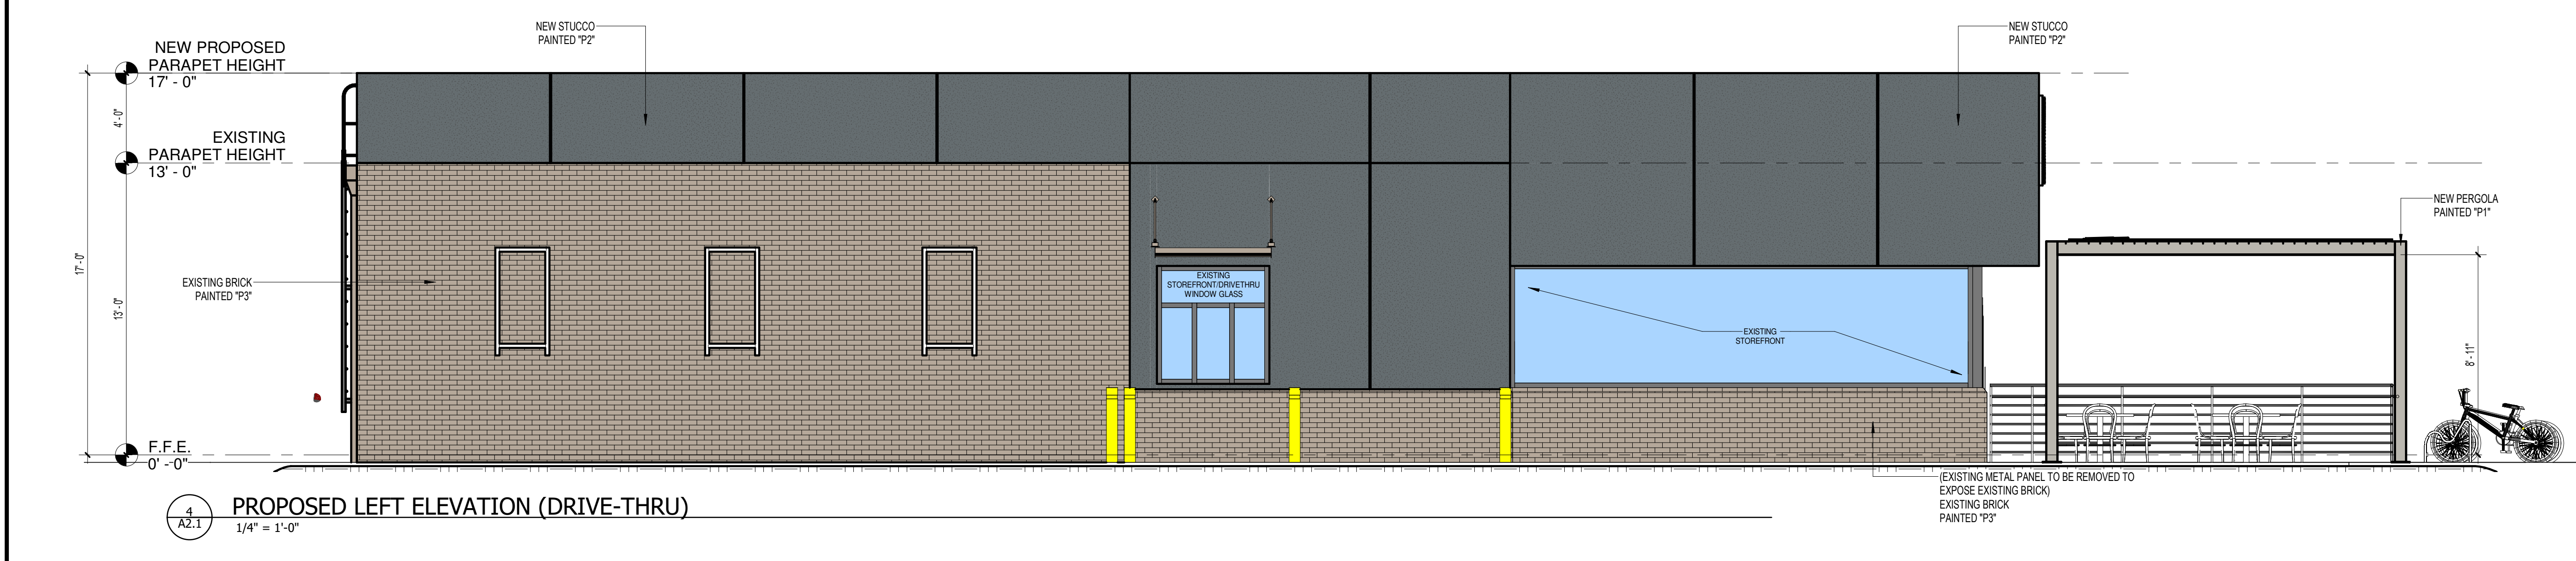 NEW STUCCO
PAINTED "P2"
NEW STUCCO
PAINTED "P2"
NEW PROPOSED
PARAPET HEIGHT
17' - 0"
4' - 0"
EXISTING
PARAPET HEIGHT
13' - 0"
NEW PERGOLA
PAINTED "P1"
17' - 0"
13' - 0"
EXISTING BRICK
PAINTED "P3"
EXISTING
STOREFRONT/DRIVETHRU
WINDOW GLASS
EXISTING
STOREFRONT
8' - 11"
F.F.E.
0' -0"
(EXISTING METAL PANEL TO BE REMOVED TO
EXPOSE EXISTING BRICK)
EXISTING BRICK
PAINTED "P3"
4
A2.1
PROPOSED LEFT ELEVATION (DRIVE-THRU)
1/4" = 1'-0"